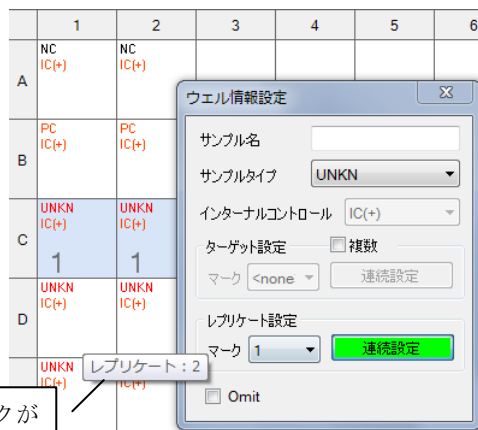 1 2 3 4 5 6
A
NC NC
IC(+) IC(+)
B
PC PC
IC(+) IC(+)
C
UNKN UNKN
IC(+) IC(+)
1 1
D
UNKN UNKN
IC(+) IC(+)
UNKN
IC(+) IC(+)
レプリケート：2
クが
ウェル情報設定
サンプル名
サンプルタイプ UNKN
インターナルコントロール IC(+)
ターゲット設定 複数
マーク <none 連続設定
レプリケート設定
マーク 1 連続設定
Omit